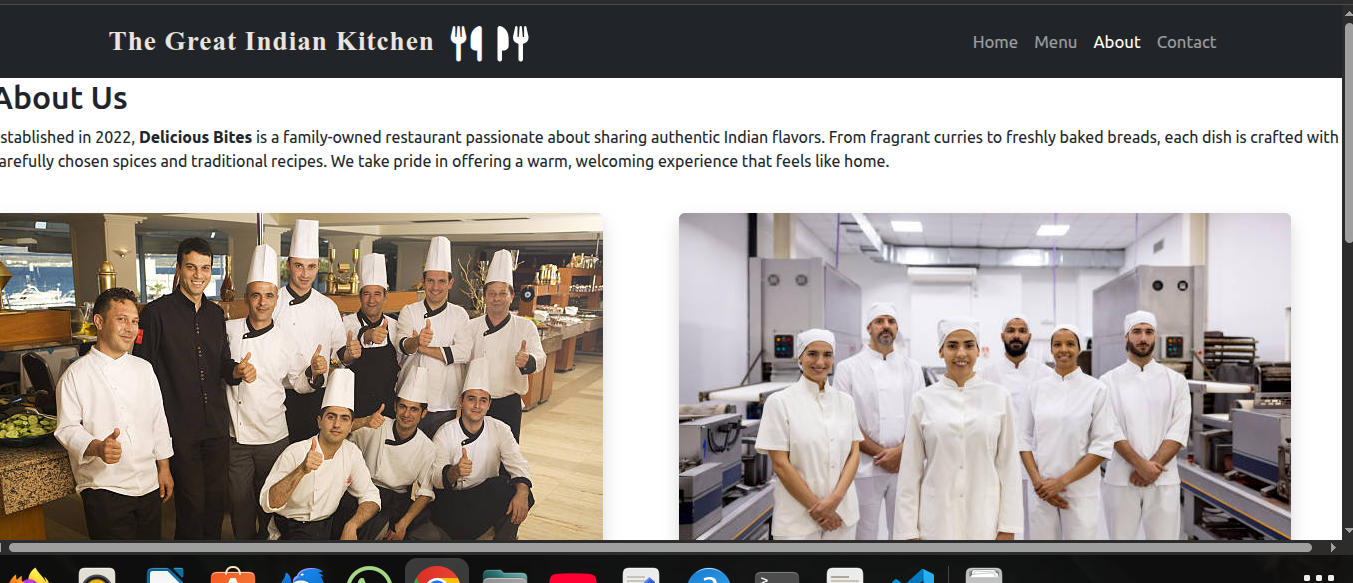 The Great Indian Kitchen
Home Menu About Contact
About Us
stablished in 2022, Delicious Bites is a family-owned restaurant passionate about sharing authentic Indian flavors. From fragrant curries to freshly baked breads, each dish is crafted with
arefully chosen spices and traditional recipes. We take pride in offering a warm, welcoming experience that feels like home.